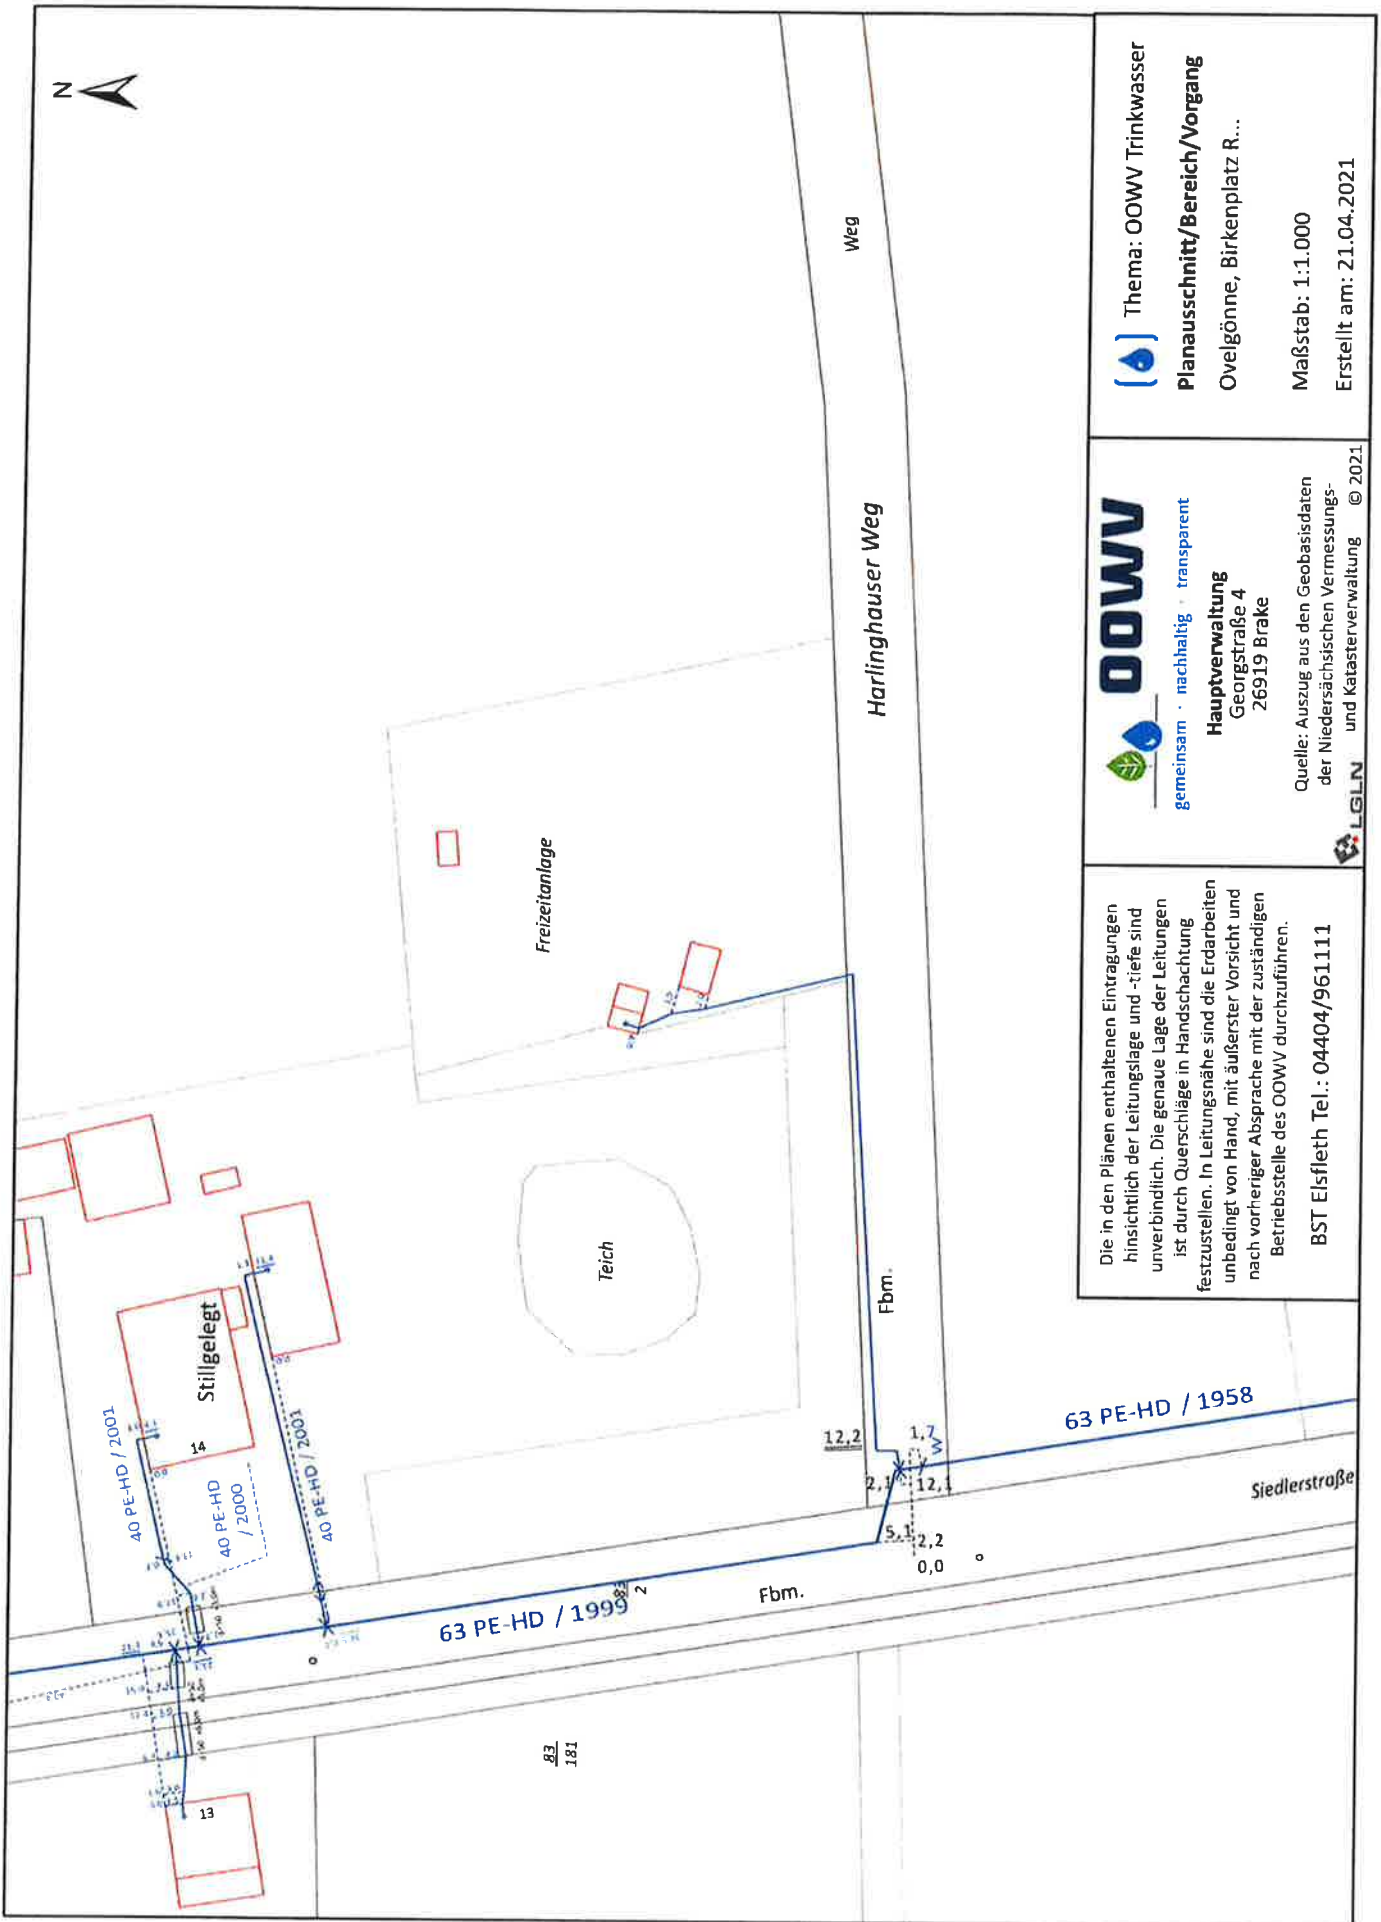 N
Weg
Harlinghauser Weg
Freizeitanlage
Teich
Stillgelegt
14
40 PE-HD / 2001
40 PE-HD
/ 2000
40 PE-HD / 2001
63 PE-HD / 1999
83
2
Fbm.
Fbm.
12,2
1,7
W
2,1
12,1
5,1
2,2
0,0
63 PE-HD / 1958
Siedlerstraße
13
83
181
Die in den Plänen enthaltenen Eintragungen
hinsichtlich der Leitungslage und -tiefe sind
unverbindlich. Die genaue Lage der Leitungen
ist durch Querschläge in Handschachtung
festzustellen. In Leitungsnähe sind die Erdarbeiten
unbedingt von Hand, mit äußerster Vorsicht und
nach vorheriger Absprache mit der zuständigen
Betriebsstelle des OOWV durchzuführen.
BST Elsfleth Tel.: 04404/961111
OOWV
gemeinsam · nachhaltig · transparent
Hauptverwaltung
Georgstraße 4
26919 Brake
Quelle: Auszug aus den Geobasisdaten
der Niedersächsischen Vermessungs-
und Katasterverwaltung © 2021
LGLN
Thema: OOWV Trinkwasser
Planausschnitt/Bereich/Vorgang
Ovelgönne, Birkenplatz R...
Maßstab: 1:1.000
Erstellt am: 21.04.2021